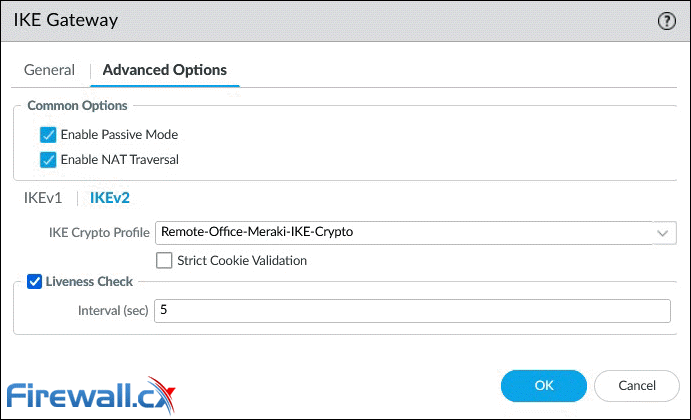 IKE Gateway
?
General
Advanced Options
Common Options
Enable Passive Mode
Enable NAT Traversal
IKEv1
IKEv2
IKE Crypto Profile
Remote-Office-Meraki-IKE-Crypto
Strict Cookie Validation
Liveness Check
Interval (sec)
5
OK
Cancel
Firewall.cx